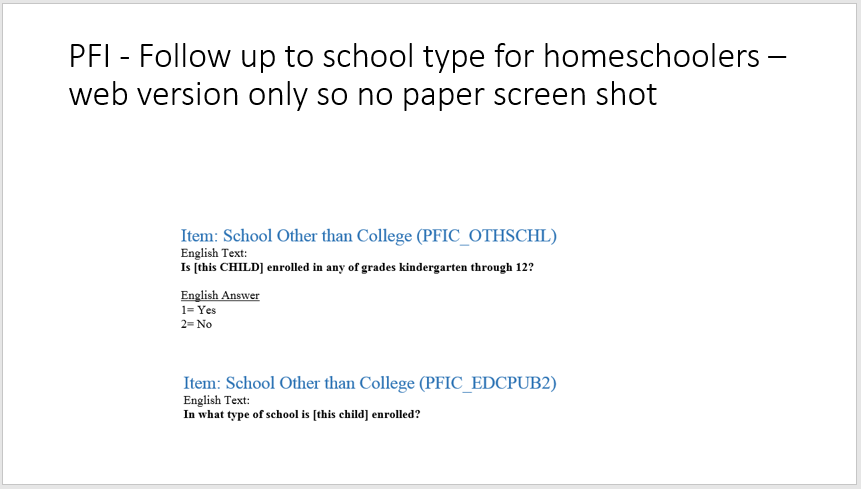 PFI - Follow up to school type for homeschoolers –
web version only so no paper screen shot
Item: School Other than College (PFIC_OTHSCHL)
English Text:
Is [this CHILD] enrolled in any of grades kindergarten through 12?
English Answer
1= Yes
2= No
Item: School Other than College (PFIC_EDCPUB2)
English Text:
In what type of school is [this child] enrolled?